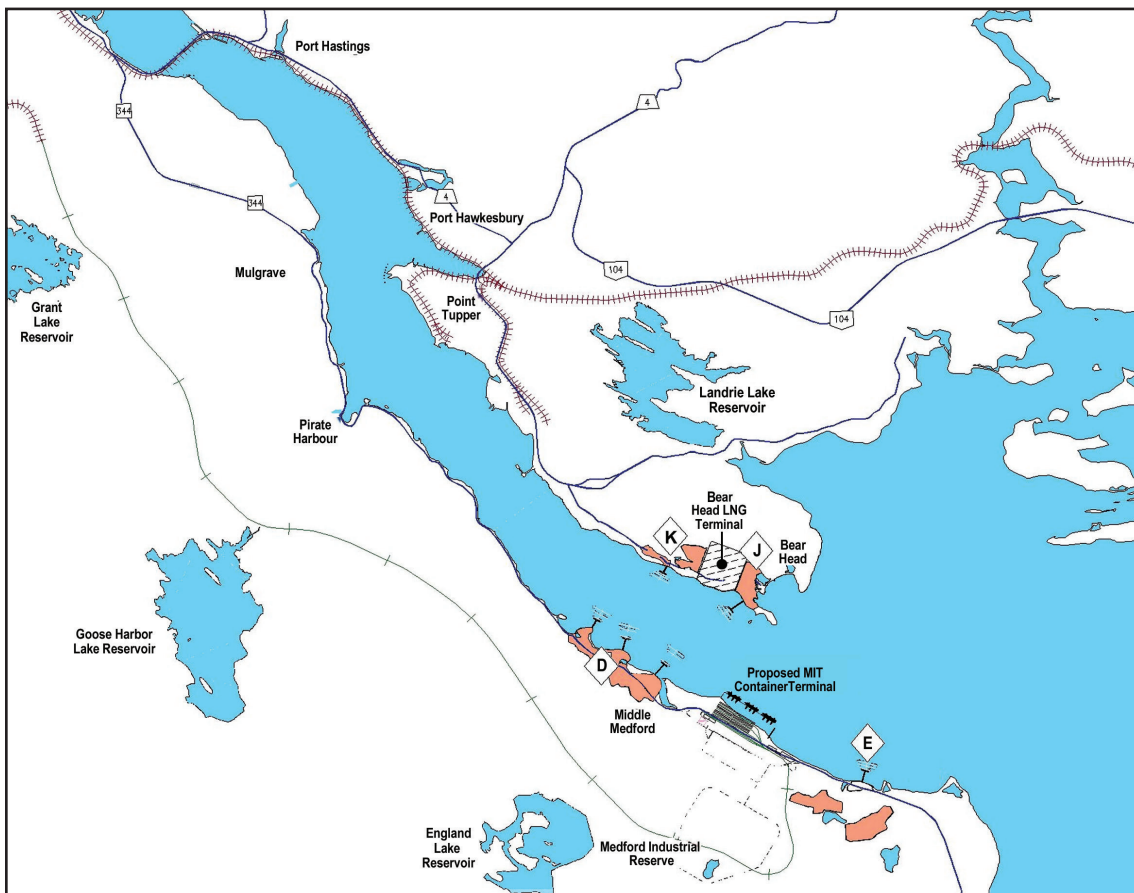 Port Hastings
344
4
4
344
Port Hawkesbury
Mulgrave
104
Point
Tupper
104
Grant
Lake
Reservoir
Landrie Lake
Reservoir
Pirate
Harbour
Bear
Head LNG
Terminal
K
J
Bear
Head
Goose Harbor
Lake Reservoir
D
Proposed MIT
ContainerTerminal
Middle
Medford
E
England
Lake
Reservoir
Medford Industrial
Reserve